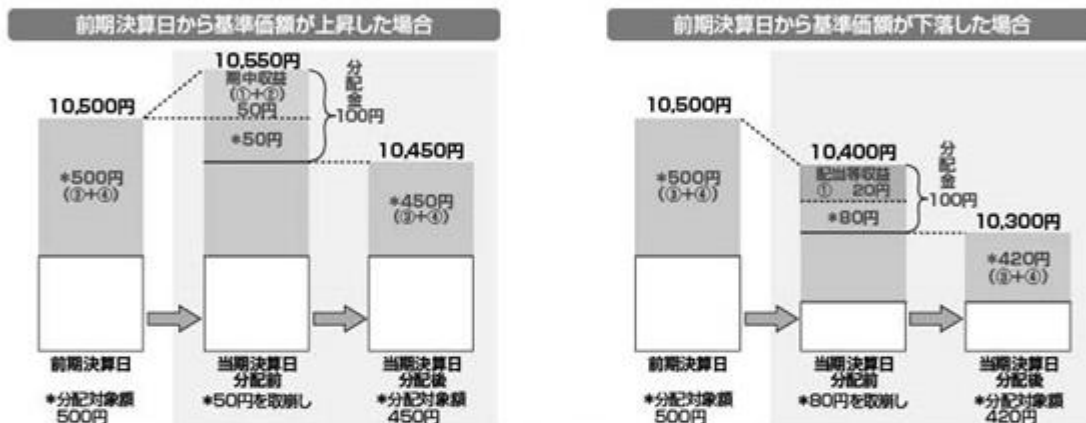 前期決算日から基準価額が上昇した場合
10,550円
期中収益
(①+②)
50円
*50円
分配金
100円
10,500円
*500円
(③+④)
10,450円
*450円
(③+④)
前期決算日
当期決算日
分配前
当期決算日
分配後
*分配対象額
500円
*50円を取崩し
*分配対象額
450円
前期決算日から基準価額が下落した場合
10,500円
*500円
(③+④)
10,400円
配当等収益
① 20円
*80円
分配金
100円
10,300円
*420円
(③+④)
前期決算日
当期決算日
分配前
当期決算日
分配後
*分配対象額
500円
*80円を取崩し
*分配対象額
420円